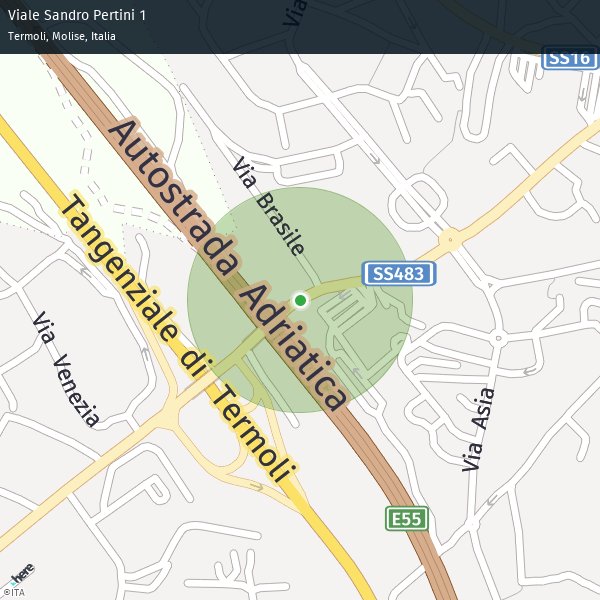 Viale Sandro Pertini 1
Termoli, Molise, Italia
Via
SS16
Autostrada Adriatica
Via Brasile
Tangenziale di Termoli
SS483
Via Venezia
Via Asia
E55
here
©ITA